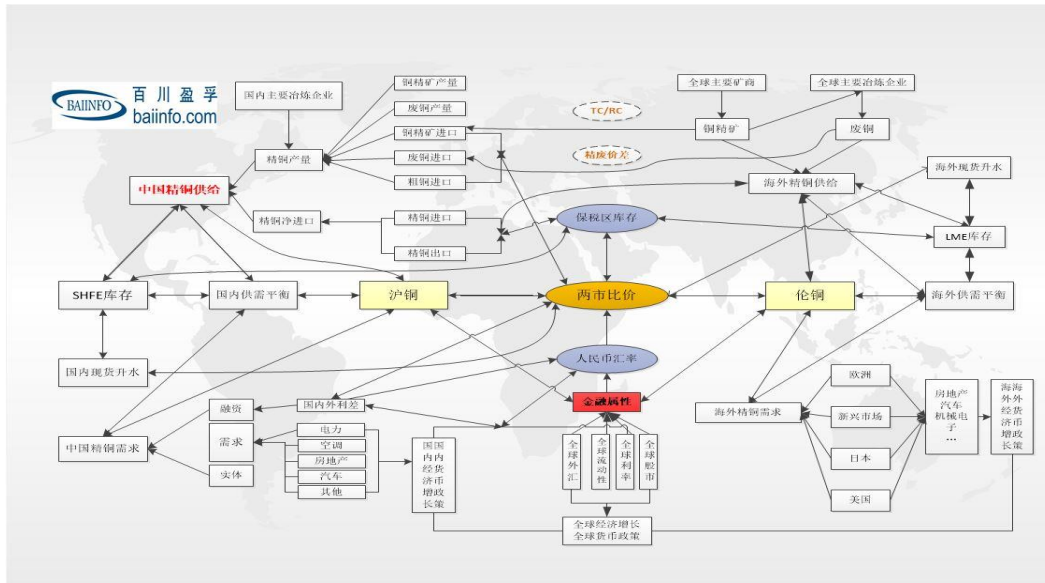 BAIINFO
百川盈孚
baiinfo.com
国内主要冶炼企业
铜精矿产量
废铜产量
铜精矿进口
废铜进口
粗铜进口
精铜产量
全球主要矿商
全球主要冶炼企业
TC/RC
铜精矿
废铜
精废价差
中国精铜供给
海外精铜供给
海外现货升水
精铜净进口
精铜进口
精铜出口
保税区库存
LME库存
SHFE库存
国内供需平衡
沪铜
两市比价
伦铜
海外供需平衡
国内现货升水
人民币汇率
金融属性
国内外利差
融资
需求
实体
中国精铜需求
电力
空调
房地产
汽车
其他
国内经济增长
国内货币政策
全球外汇
全球流动性
全球利率
全球股市
全球经济增长
全球货币政策
海外精铜需求
欧洲
新兴市场
日本
美国
房地产
汽车
机械电
子
…
海外经济增长
海外货币政策